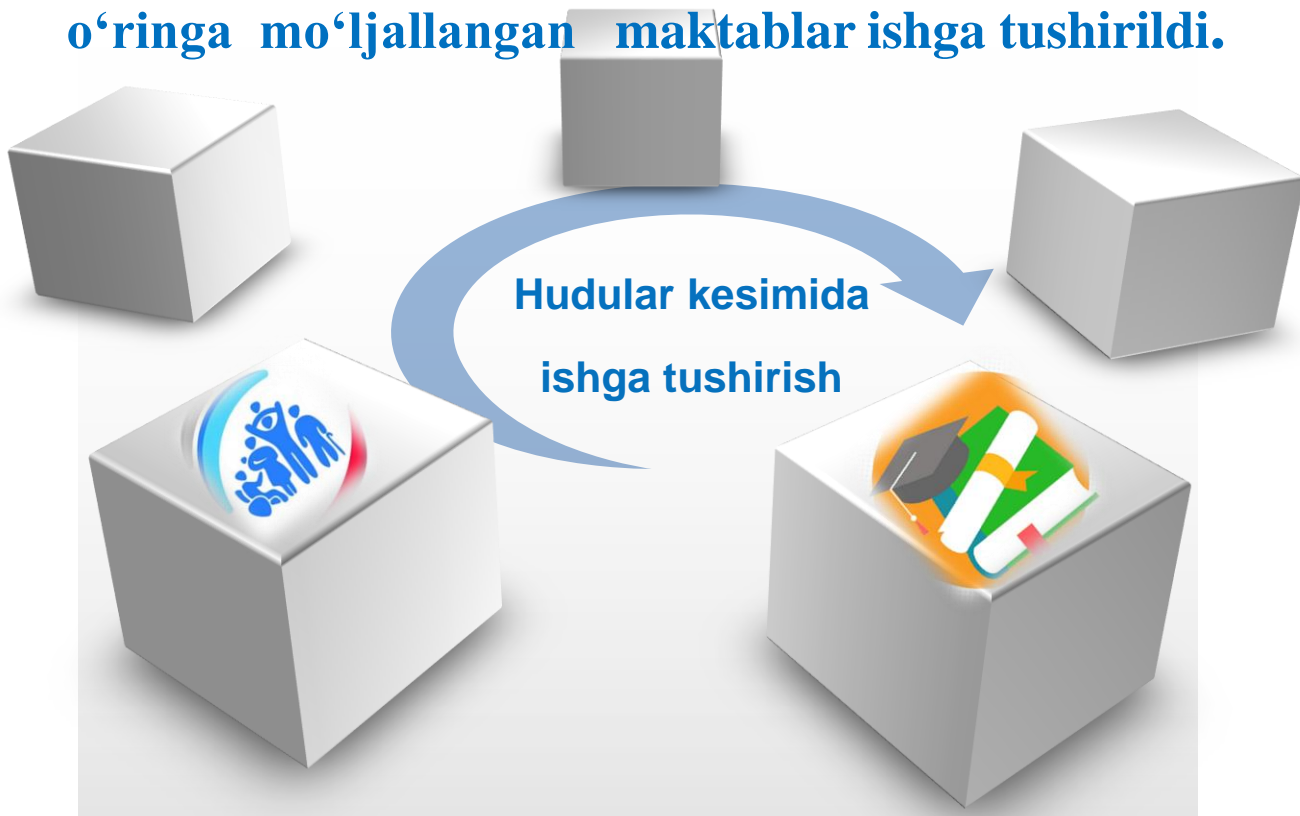 o‘ringa mo‘ljallangan maktablar ishga tushirildi.
Hudular kesimida
ishga tushirish